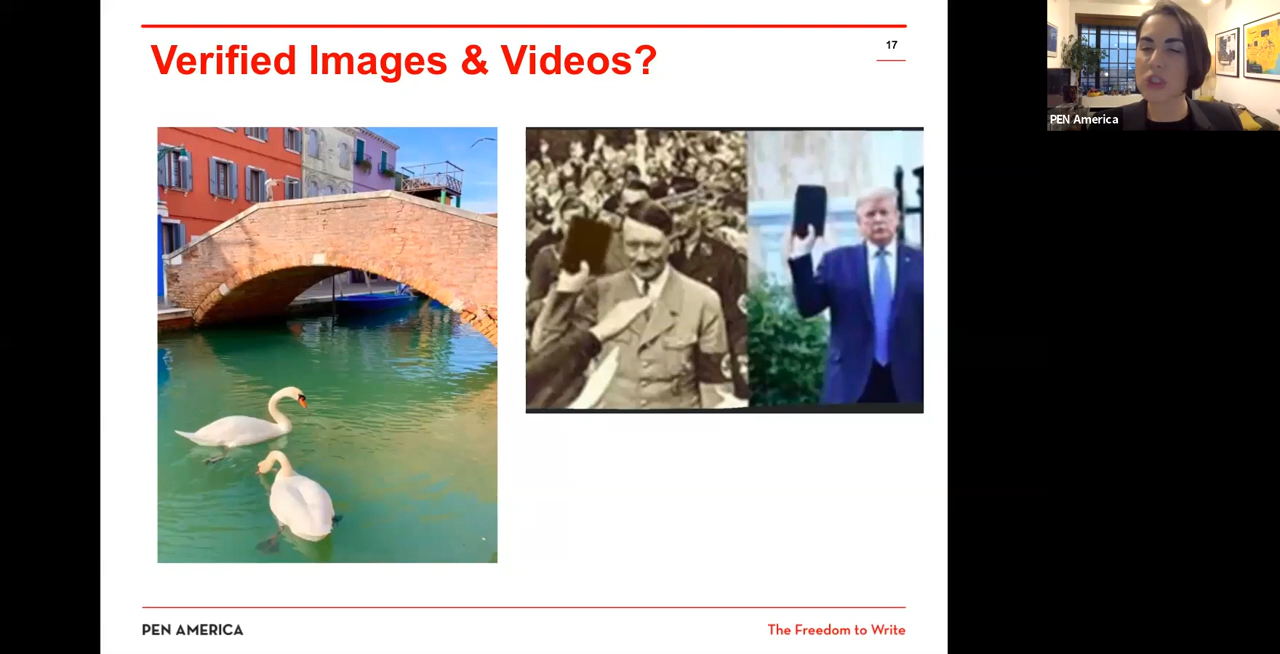 Verified Images & Videos?
17
PEN America
PEN AMERICA
The Freedom to Write